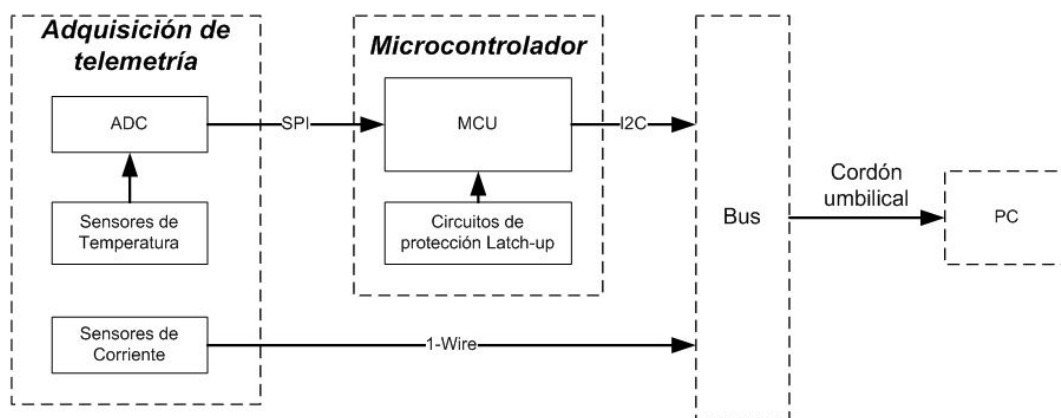 Adquisición de
telemetría
ADC
Sensores de
Temperatura
Sensores de
Corriente
SPI
Microcontrolador
MCU
Circuitos de
protección Latch-up
I2C
1-Wire
Bus
Cordón
umbilical
PC